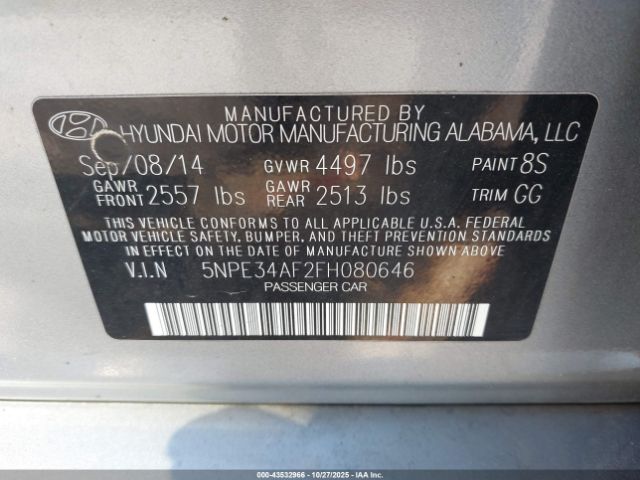 MANUFACTURED BY
HYUNDAI MOTOR MANUFACTURING ALABAMA, LLC
Sep/08/14 GVWR 4497 lbs PAINT 8S
GAWR FRONT 2557 lbs GAWR REAR 2513 lbs TRIM GG
THIS VEHICLE CONFORMS TO ALL APPLICABLE U.S.A. FEDERAL
MOTOR VEHICLE SAFETY, BUMPER, AND THEFT PREVENTION STANDARDS
IN EFFECT ON THE DATE OF MANUFACTURE SHOWN ABOVE
V.I.N 5NPE34AF2FH080646
PASSENGER CAR
000-43532966 | 10/27/2025 | IAAI.COM